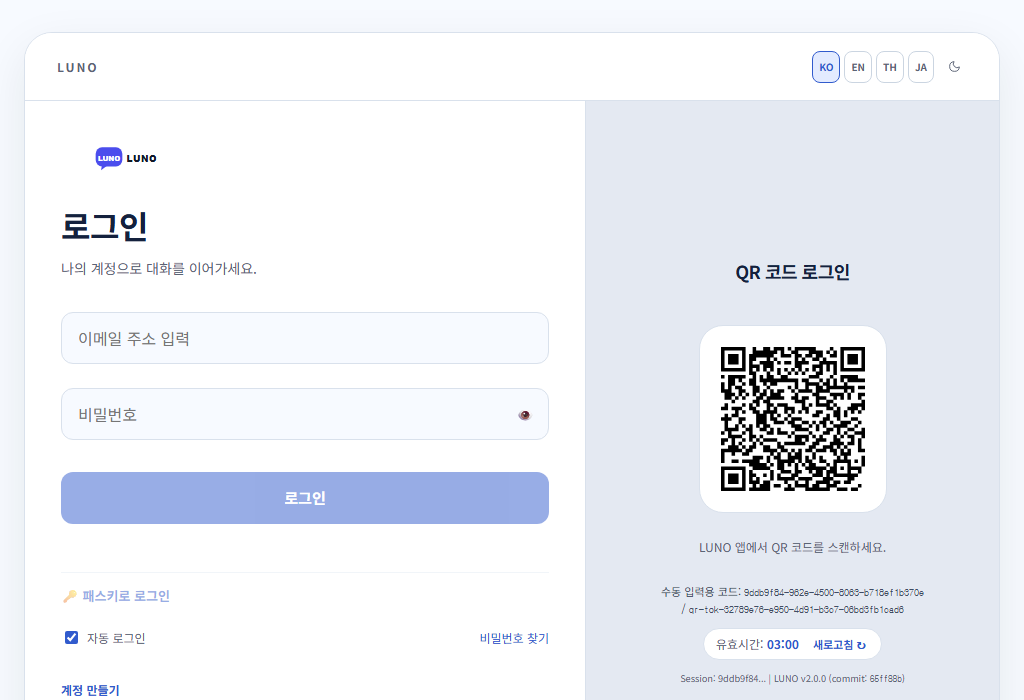 LUNO
KO EN TH JA
LUNO LUNO
로그인
나의 계정으로 대화를 이어가세요.
이메일 주소 입력
비밀번호
로그인
패스키로 로그인
자동 로그인
비밀번호 찾기
계정 만들기
QR 코드 로그인
LUNO 앱에서 QR 코드를 스캔하세요.
수동 입력용 코드: 9ddb9f84-962e-4500-8063-b718ef1b370e
/ qr-tok-32789e76-e950-4d91-b3c7-06bd3fb1cad6
유효시간: 03:00 새로고침 ↻
Session: 9ddb9f84... | LUNO v2.0.0 (commit: 65ff88b)